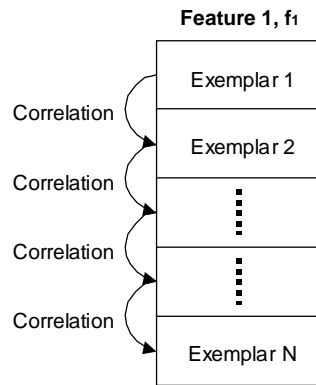 Feature 1, f1
Exemplar 1
Correlation
Exemplar 2
Correlation
Correlation
Correlation
Exemplar N